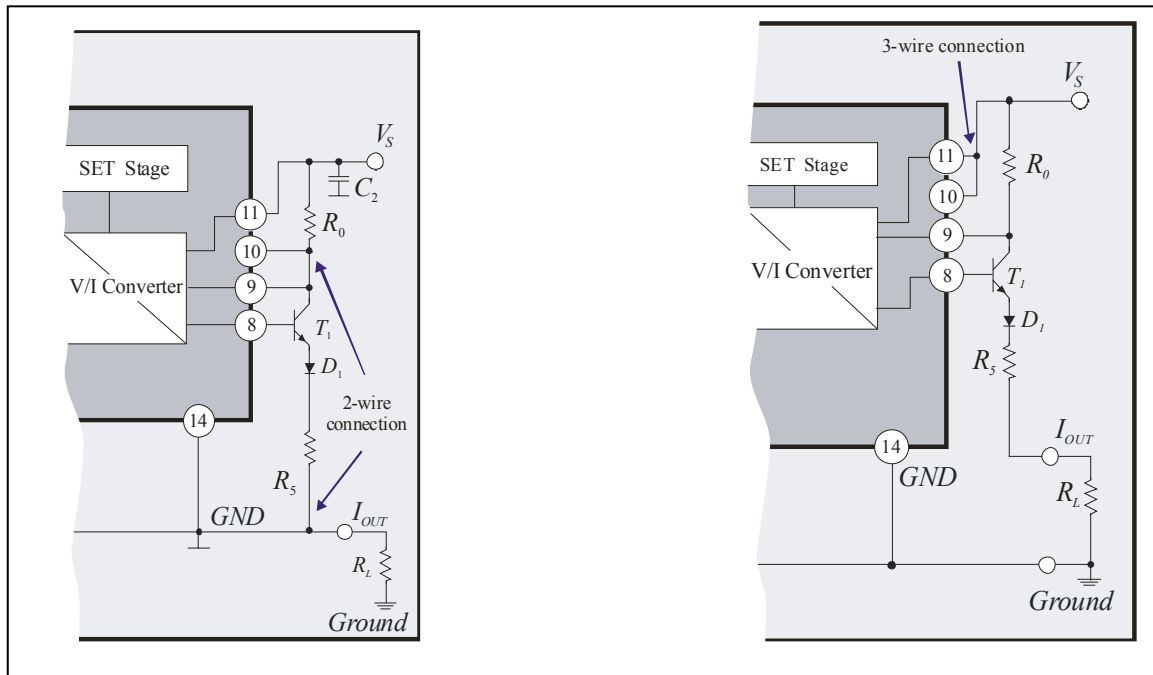 SET Stage
V/I Converter
11
10
9
8
14
V_S
C_2
R_0
T_1
D_1
2-wire
connection
R_5
GND
I_OUT
R_L
Ground
3-wire connection
V_S
SET Stage
11
10
R_0
V/I Converter
9
8
T_1
D_1
R_5
14
I_OUT
GND
R_L
Ground